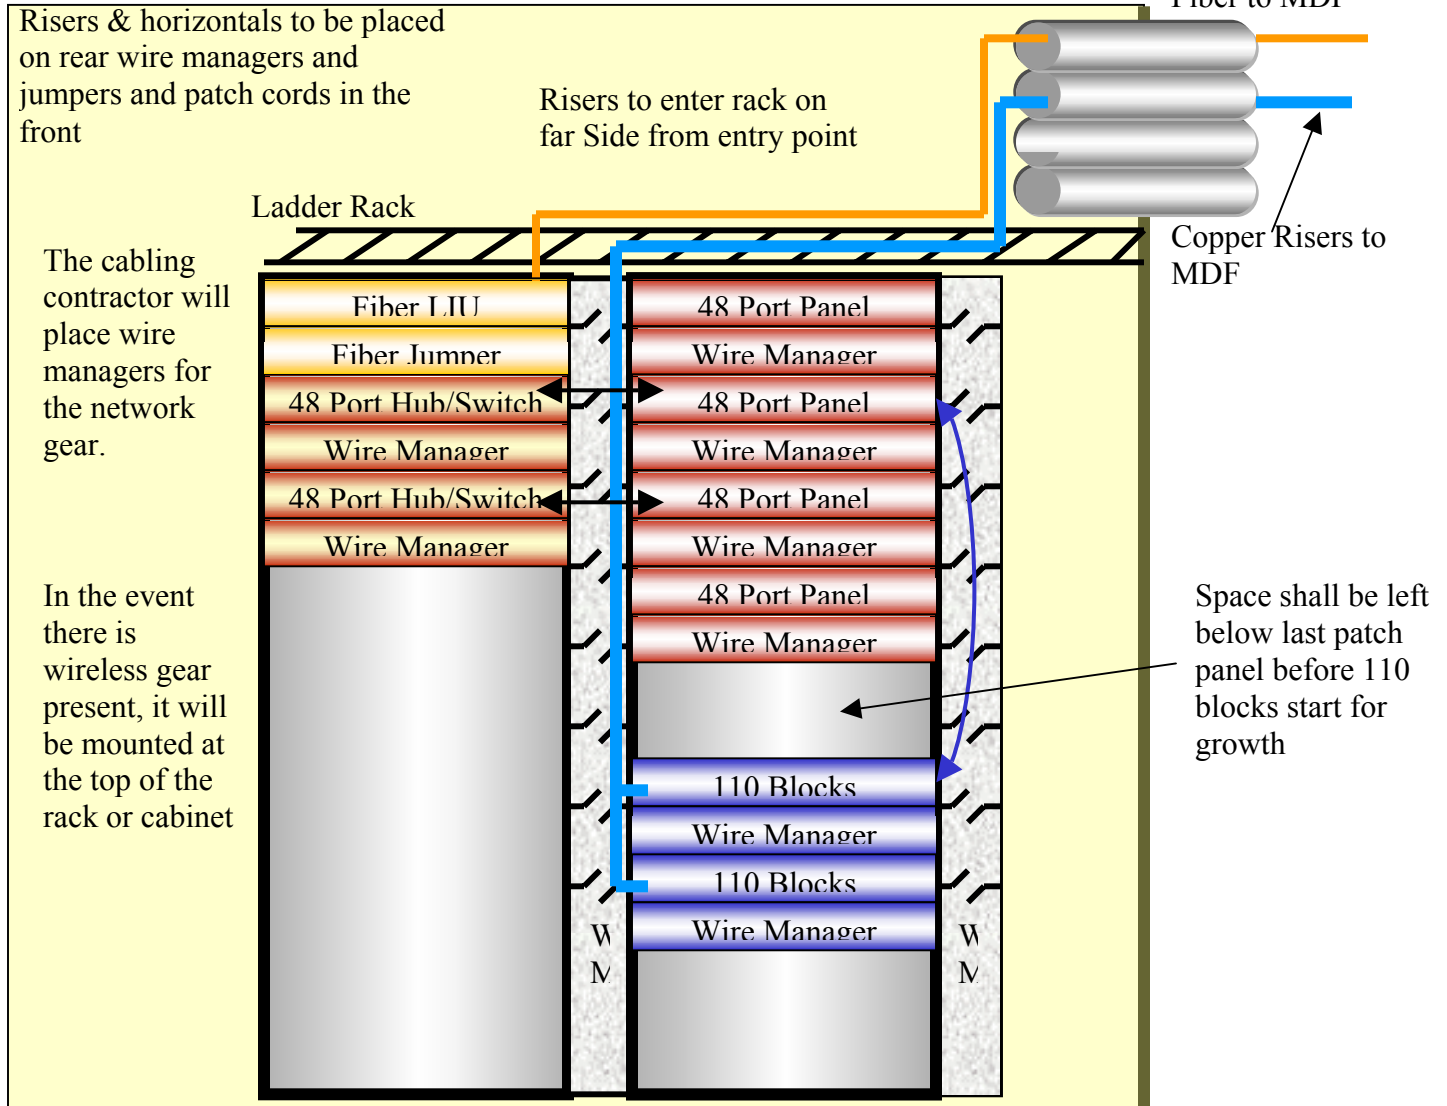 Fiber to MDF
Risers & horizontals to be placed
on rear wire managers and
jumpers and patch cords in the
front
Risers to enter rack on
far Side from entry point
Ladder Rack
Copper Risers to
MDF
The cabling
contractor will
place wire
managers for
the network
gear.
In the event
there is
wireless gear
present, it will
be mounted at
the top of the
rack or cabinet
Fiber LIU
Fiber Jumper
48 Port Hub/Switch
Wire Manager
48 Port Hub/Switch
Wire Manager
W
M
48 Port Panel
Wire Manager
48 Port Panel
Wire Manager
48 Port Panel
Wire Manager
48 Port Panel
Wire Manager
110 Blocks
Wire Manager
110 Blocks
Wire Manager
W
M
Space shall be left
below last patch
panel before 110
blocks start for
growth